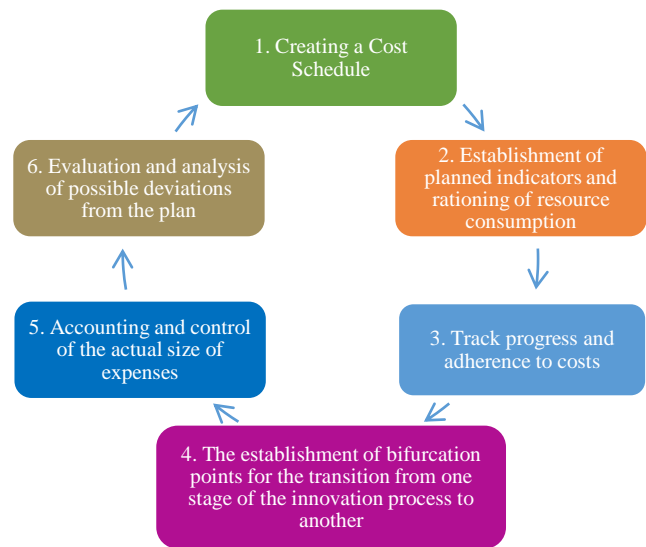 1. Creating a Cost
Schedule
2. Establishment of
planned indicators and
rationing of resource
consumption
3. Track progress and
adherence to costs
4. The establishment of bifurcation
points for the transition from one
stage of the innovation process to
another
5. Accounting and control
of the actual size of
expenses
6. Evaluation and analysis
of possible deviations
from the plan